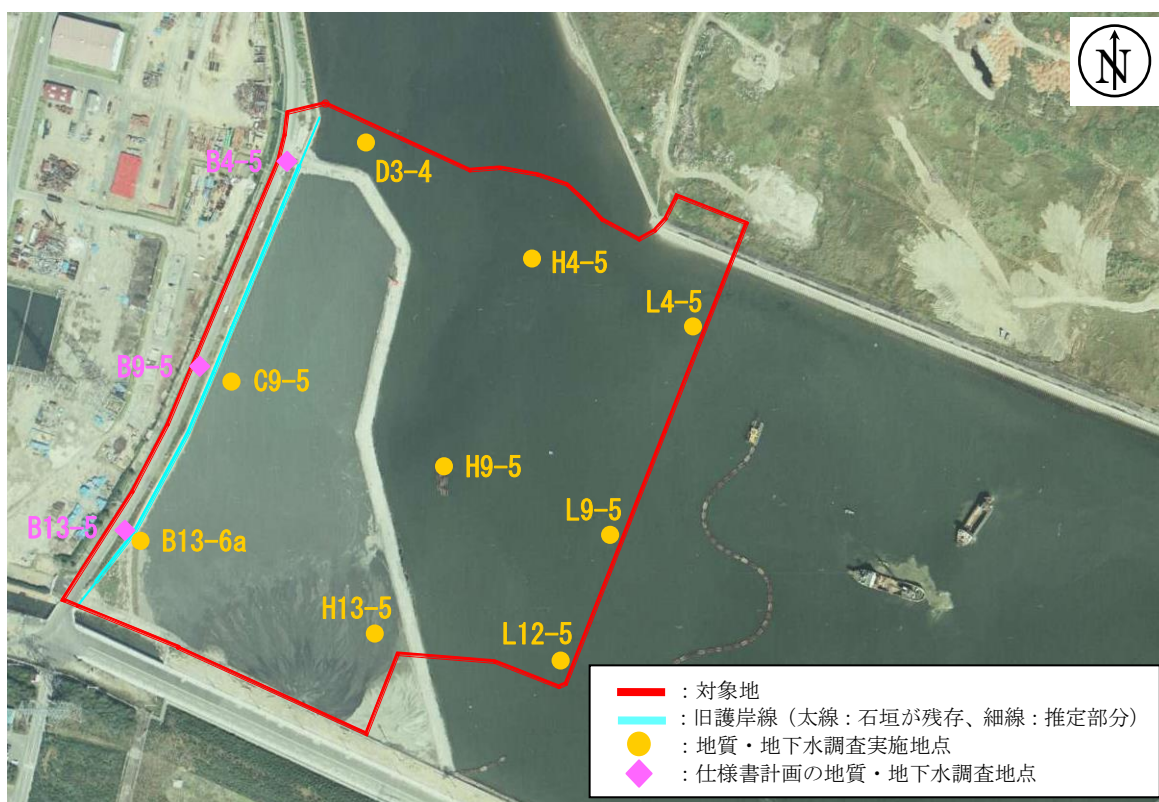 N
B4-5
D3-4
H4-5
L4-5
B9-5
C9-5
H9-5
L9-5
B13-5
B13-6a
H13-5
L12-5
：対象地
：旧護岸線（太線：石垣が残存、細線：推定部分）
：地質・地下水調査実施地点
：仕様書計画の地質・地下水調査地点